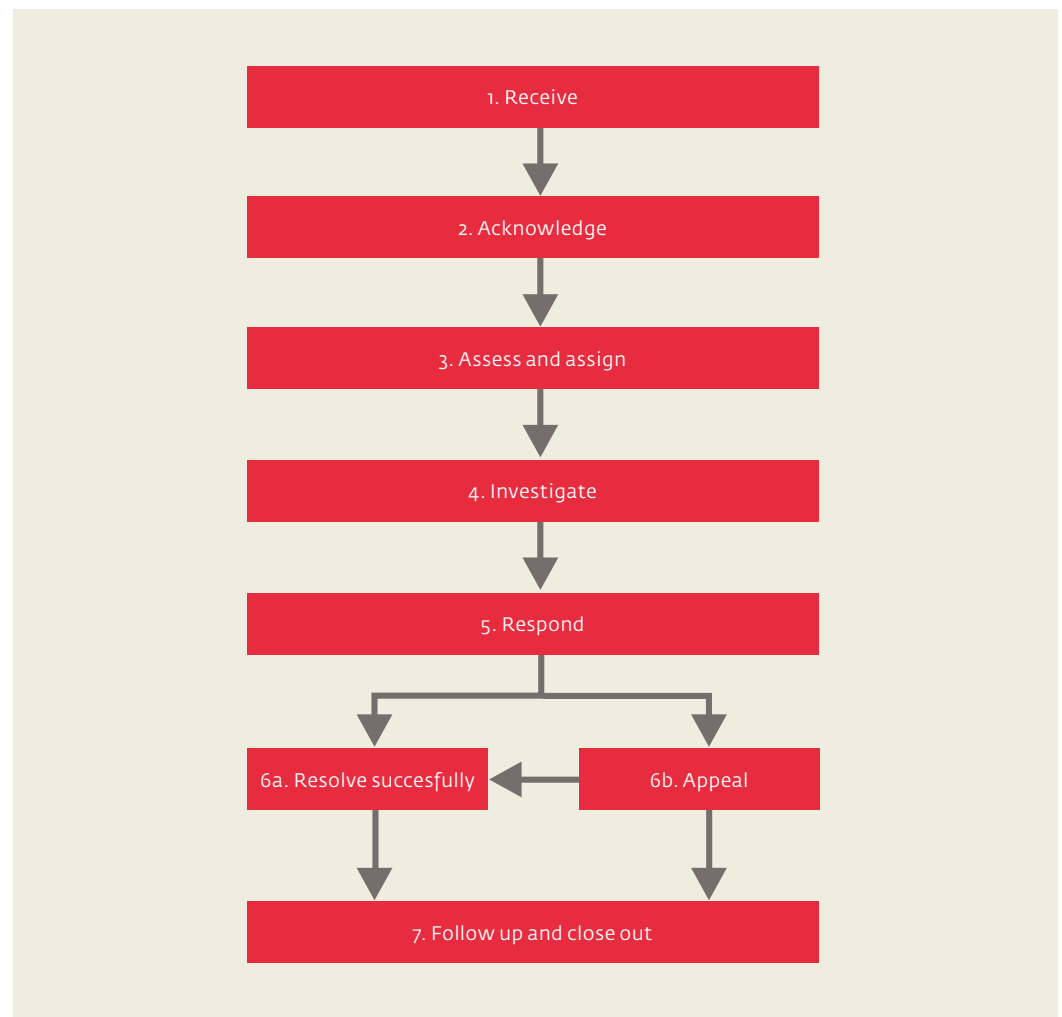 1. Receive
2. Acknowledge
3. Assess and assign
4. Investigate
5. Respond
6a. Resolve succesfully
6b. Appeal
7. Follow up and close out